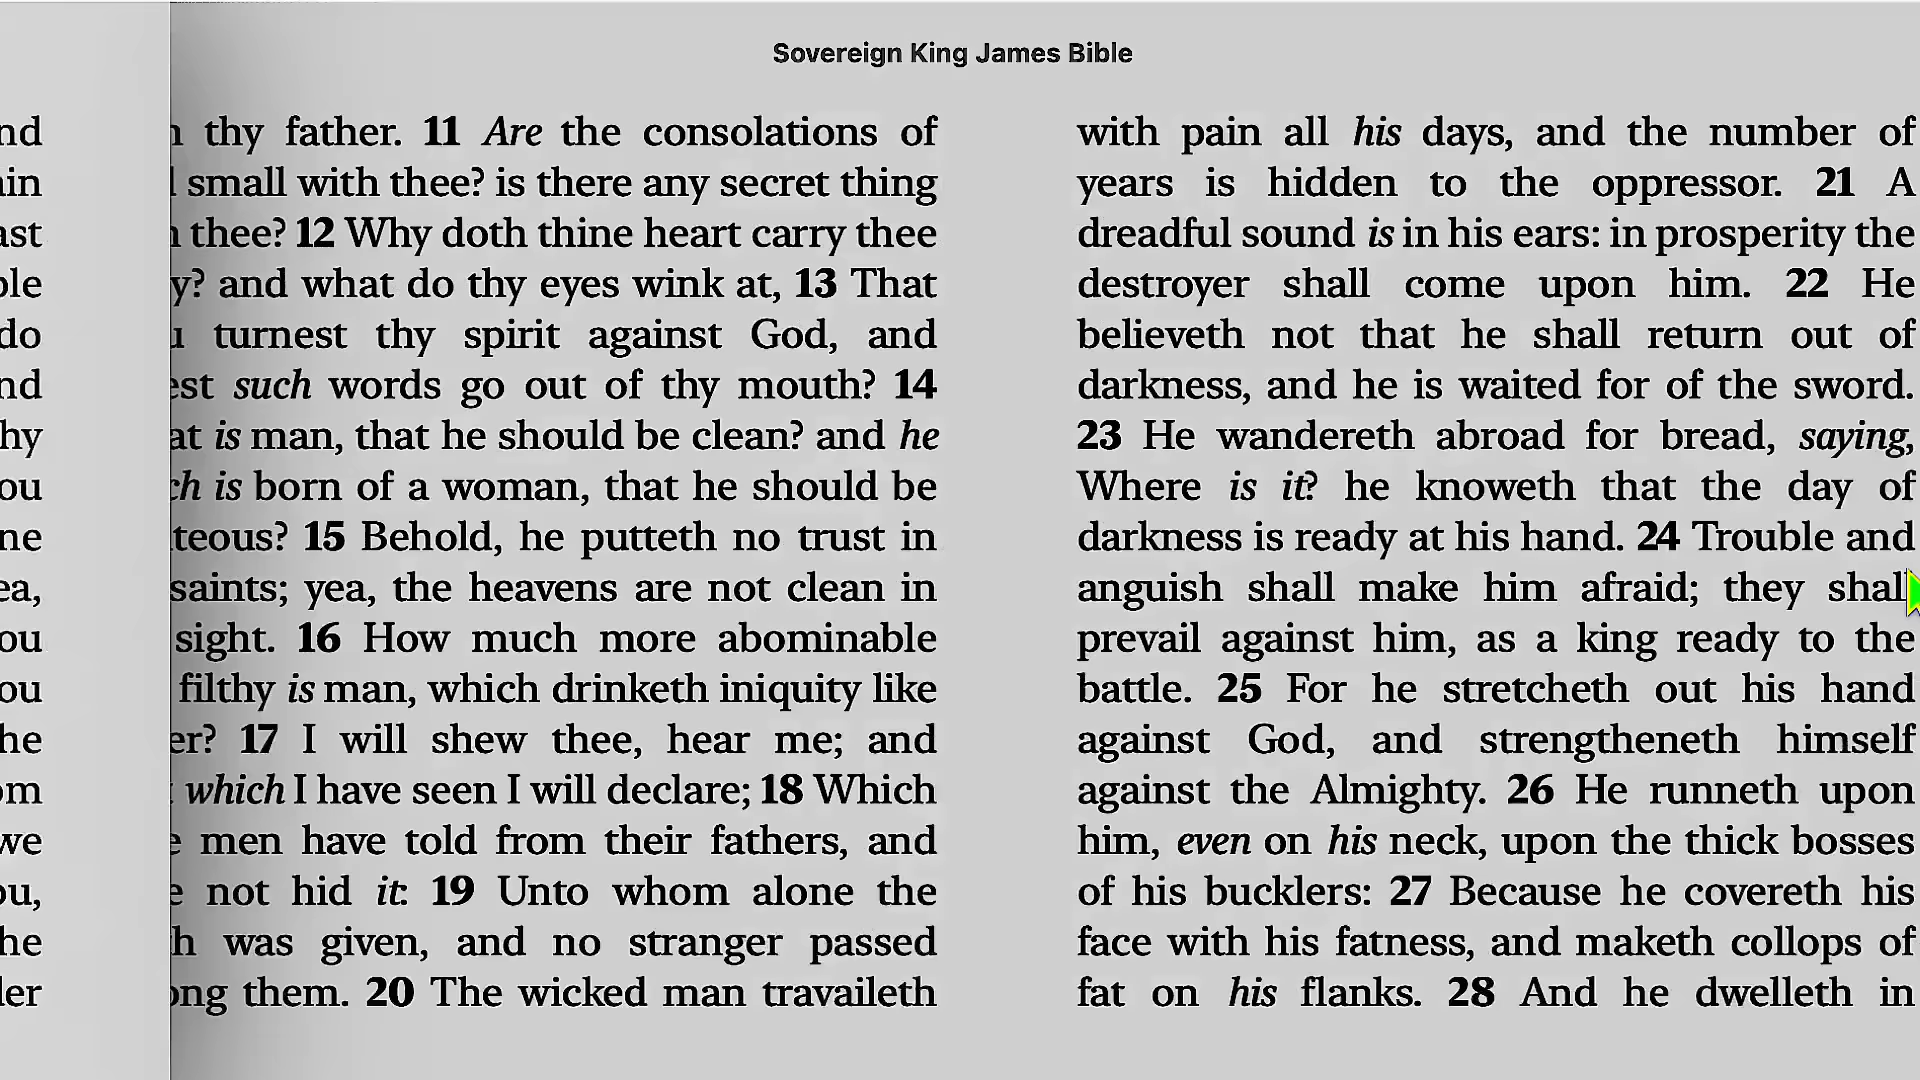 Sovereign King James Bible
thy father. 11 Are the consolations of
small with thee? is there any secret thing
thee? 12 Why doth thine heart carry thee
and what do thy eyes wink at, 13 That
turnest thy spirit against God, and
such words go out of thy mouth? 14
is man, that he should be clean? and he
is born of a woman, that he should be
15 Behold, he putteth no trust in
saints; yea, the heavens are not clean in
sight. 16 How much more abominable
filthy is man, which drinketh iniquity like
17 I will shew thee, hear me; and
which I have seen I will declare; 18 Which
men have told from their fathers, and
not hid it: 19 Unto whom alone the
was given, and no stranger passed
them. 20 The wicked man travaileth
with pain all his days, and the number of
years is hidden to the oppressor. 21 A
dreadful sound is in his ears: in prosperity the
destroyer shall come upon him. 22 He
believeth not that he shall return out of
darkness, and he is waited for of the sword.
23 He wandereth abroad for bread, saying,
Where is it? he knoweth that the day of
darkness is ready at his hand. 24 Trouble and
anguish shall make him afraid; they shall
prevail against him, as a king ready to the
battle. 25 For he stretcheth out his hand
against God, and strengtheneth himself
against the Almighty. 26 He runneth upon
him, even on his neck, upon the thick bosses
of his bucklers: 27 Because he covereth his
face with his fatness, and maketh collops of
fat on his flanks. 28 And he dwelleth in